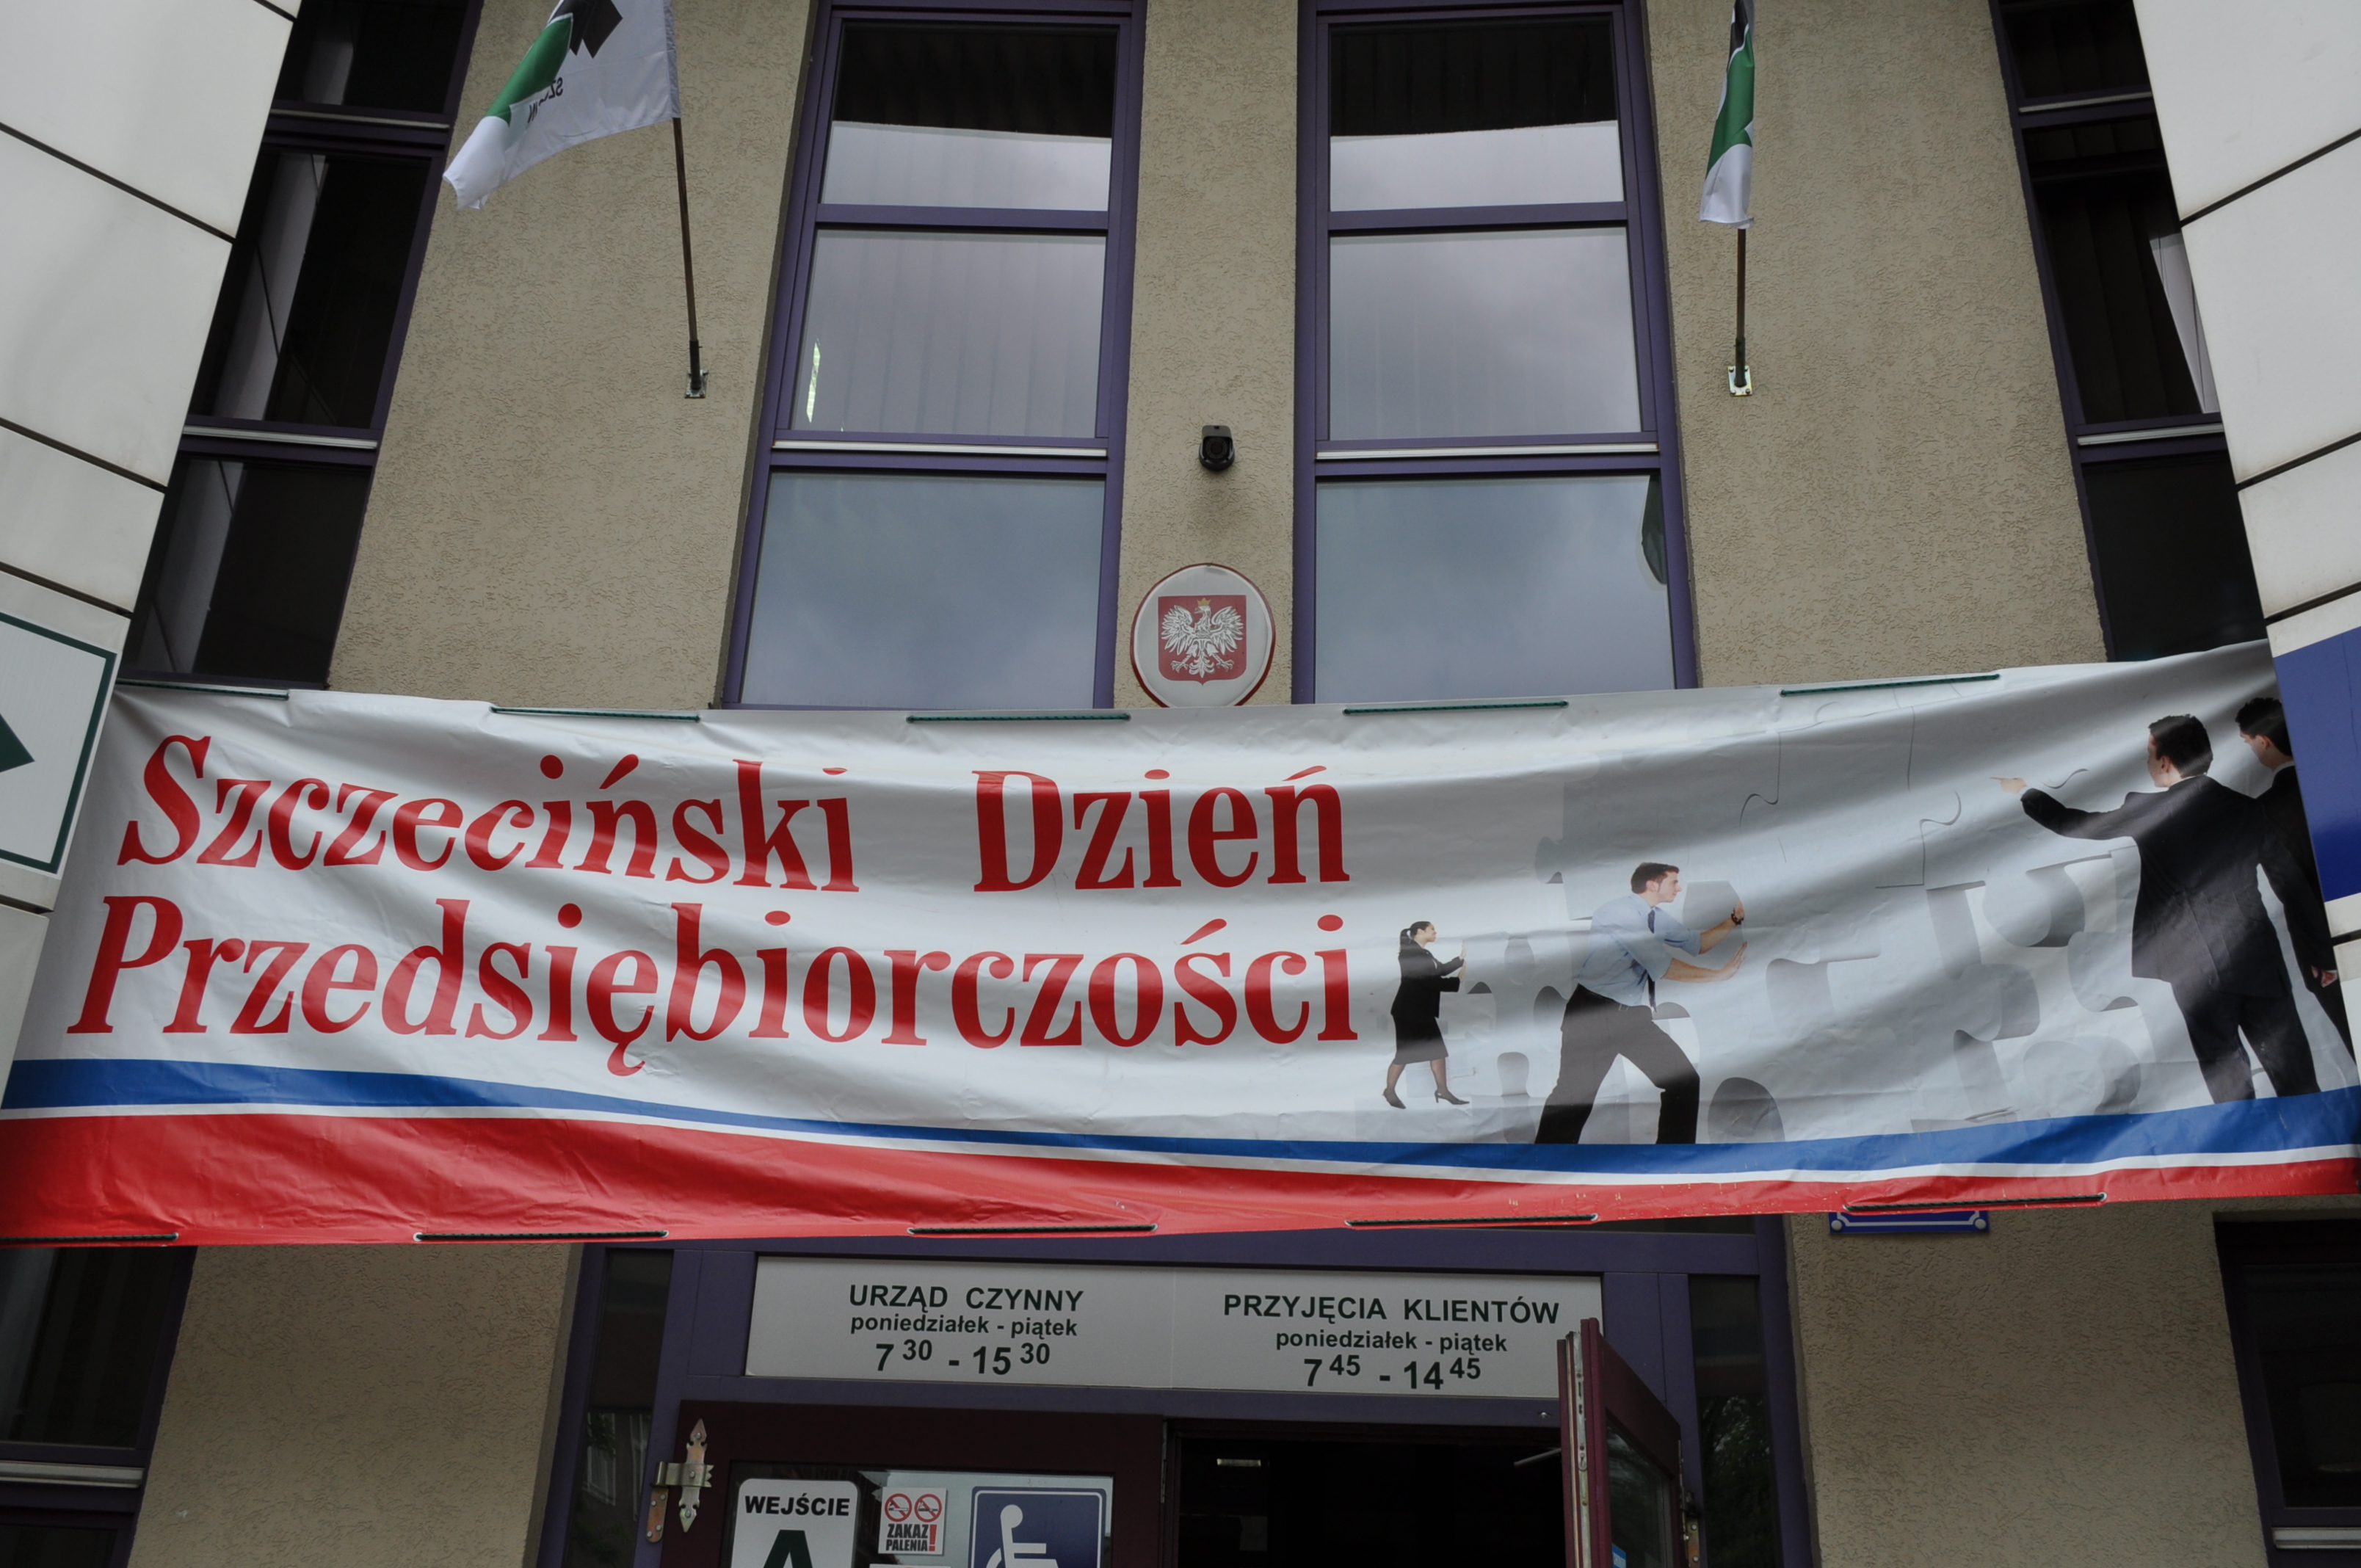 Szczeciński Dzień
Przedsiębiorczości
URZĄD CZYNNY
poniedziałek - piątek
7 30 - 15 30
PRZYJĘCIA KLIENTÓW
poniedziałek - piątek
7 45 - 14 45
WEJŚCIE
A
ZAKAZ
PALENIA!